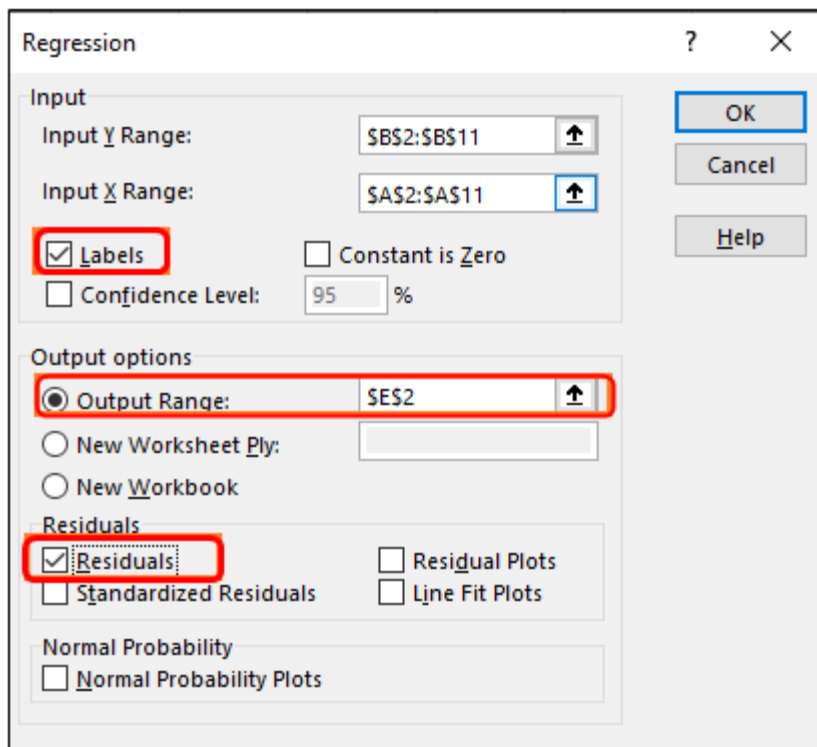 Regression ?
Input
Input Y Range: $B$2:$B$11
Input X Range: $A$2:$A$11
Labels Constant is Zero
Confidence Level: 95 %
OK
Cancel
Help
Output options
Output Range: $E$2
New Worksheet Ply:
New Workbook
Residuals
Residuals Residual Plots
Standardized Residuals Line Fit Plots
Normal Probability
Normal Probability Plots